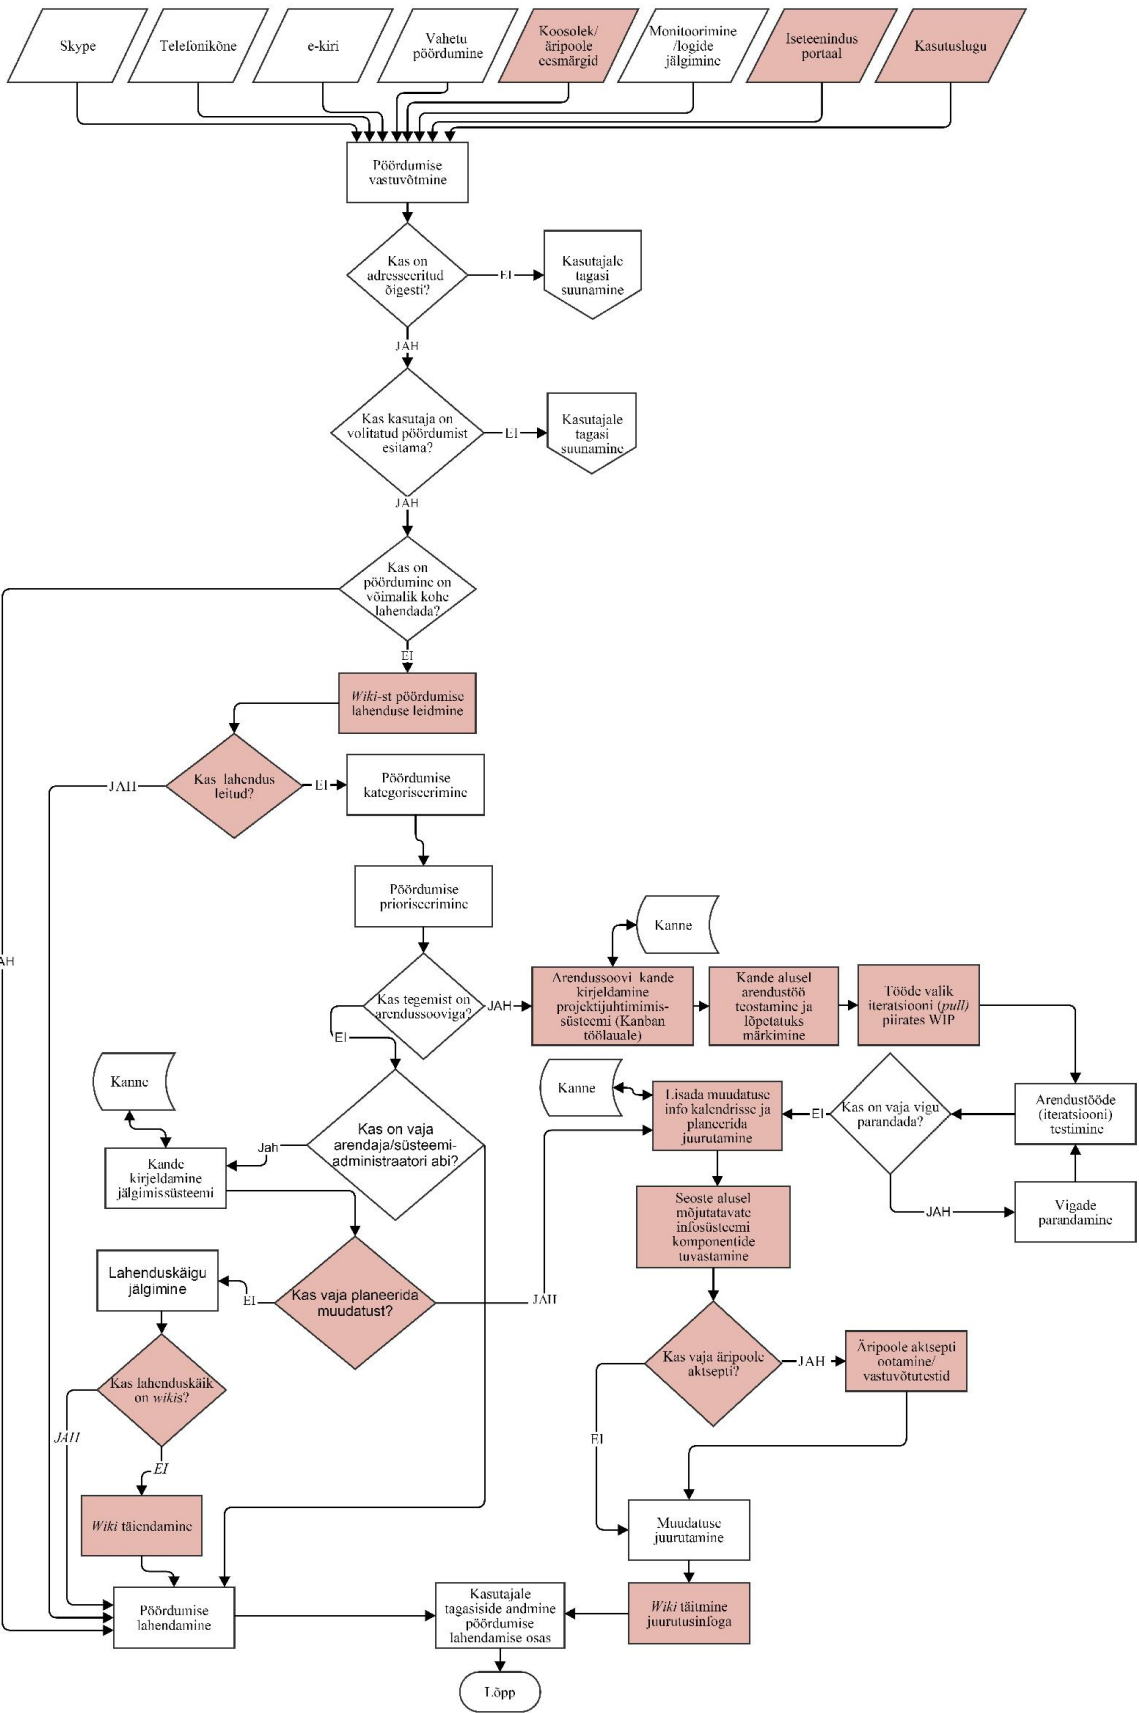 Skype
Telefonikõne
e-kiri
Vahetu
pöördumine
Koosolek/
äripoole
eesmärgid
Monitoorimine
/logide
jälgimine
Iseteenindus
portaal
Kasutuslugu
Pöördumise
vastuvõtmine
Kas on
adresseeritud
õigesti?
EI
Kasutajale
tagasi
suunamine
JAH
Kas kasutaja on
volitatud pöördumist
esitama?
EI
Kasutajale
tagasi
suunamine
JAH
Kas on
pöördumine on
võimalik kohe
lahendada?
EI
Wiki-st pöördumise
lahenduse leidmine
Kas lahendus
leitud?
JAH
EI
Pöördumise
kategoriseerimine
Pöördumise
prioriseerimine
Kanne
AH
Kas tegemist on
arendussooviga?
JAH
EI
Arendussoovi kande
kirjeldamine
projektijuhtimimis-
süsteemi (Kanban
töölauale)
Kande alusel
arendustöö
teostamine ja
lõpetatuks
märkimine
Tööde valik
iteratsiooni (pull)
piirates WIP
Kanne
Kanne
Lisada muudatuse
info kalendrisse ja
planeerida
juurutamine
EI
Kas on vaja vigu
parandada?
Arendustööde
(iteratsiooni)
testimine
Kas on vaja
arendaja/süsteemi-
administraatori abi?
Jah
Kande
kirjeldamine
jälgimissüsteemi
JAH
Vigade
parandamine
Seoste alusel
mõjutatavate
infosüsteemi
komponentide
tuvastamine
Lahenduskäigu
jälgimine
EI
Kas vaja planeerida
muudatust?
JAH
Kas vaja äripoole
aktsepti?
JAH
Äripoole aktsepti
ootamine/
vastuvõtutestid
Kas lahenduskäik
on wikis?
JAH
EI
EI
Wiki täiendamine
Muudatuse
juurutamine
Pöördumise
lahendamine
Kasutajale
tagasiside andmine
pöördumise
lahendamise osas
Wiki täitmine
juurutusinfoga
Lõpp